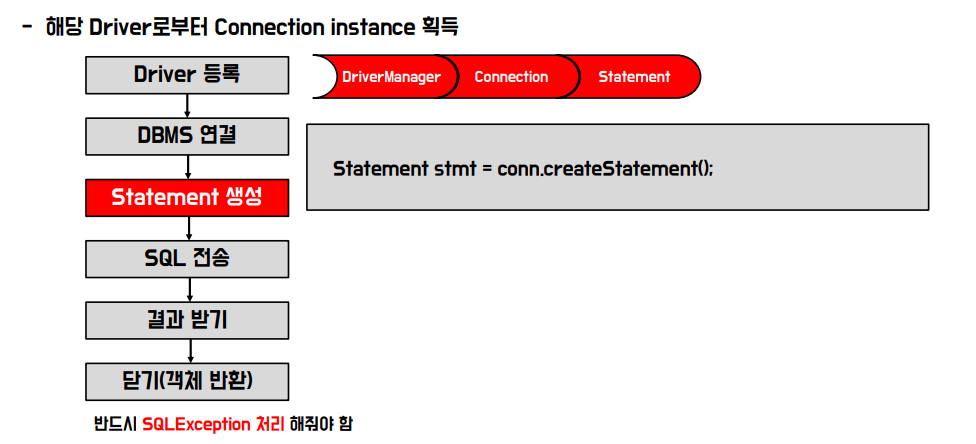 - 해당 Driver로부터 Connection instance 획득
Driver 등록
DriverManager
Connection
Statement
DBMS 연결
Statement stmt = conn.createStatement();
Statement 생성
SQL 전송
결과 받기
닫기(객체 반환)
반드시 SQLException 처리 해줘야 함